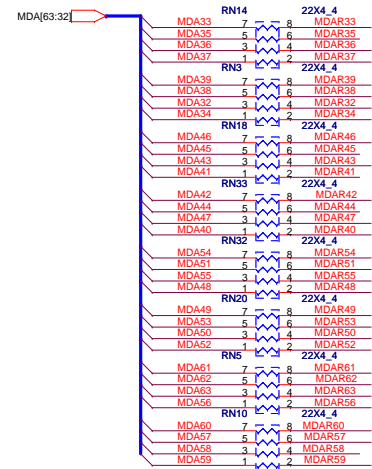 MDA[63:32]
RN14 22X4_4
MDA33 7 8 MDAR33
MDA35 5 6 MDAR35
MDA36 3 4 MDAR36
MDA37 1 2 MDAR37
RN3 22X4_4
MDA39 7 8 MDAR39
MDA38 5 6 MDAR38
MDA32 3 4 MDAR32
MDA34 1 2 MDAR34
RN18 22X4_4
MDA46 7 8 MDAR46
MDA45 5 6 MDAR45
MDA43 3 4 MDAR43
MDA41 1 2 MDAR41
RN33 22X4_4
MDA42 7 8 MDAR42
MDA44 5 6 MDAR44
MDA47 3 4 MDAR47
MDA40 1 2 MDAR40
RN32 22X4_4
MDA54 7 8 MDAR54
MDA51 5 6 MDAR51
MDA55 3 4 MDAR55
MDA48 1 2 MDAR48
RN20 22X4_4
MDA49 7 8 MDAR49
MDA53 5 6 MDAR53
MDA50 3 4 MDAR50
MDA52 1 2 MDAR52
RN5 22X4_4
MDA61 7 8 MDAR61
MDA62 5 6 MDAR62
MDA63 3 4 MDAR63
MDA56 1 2 MDAR56
RN10 22X4_4
MDA60 7 8 MDAR60
MDA57 5 6 MDAR57
MDA58 3 4 MDAR58
MDA59 1 2 MDAR59